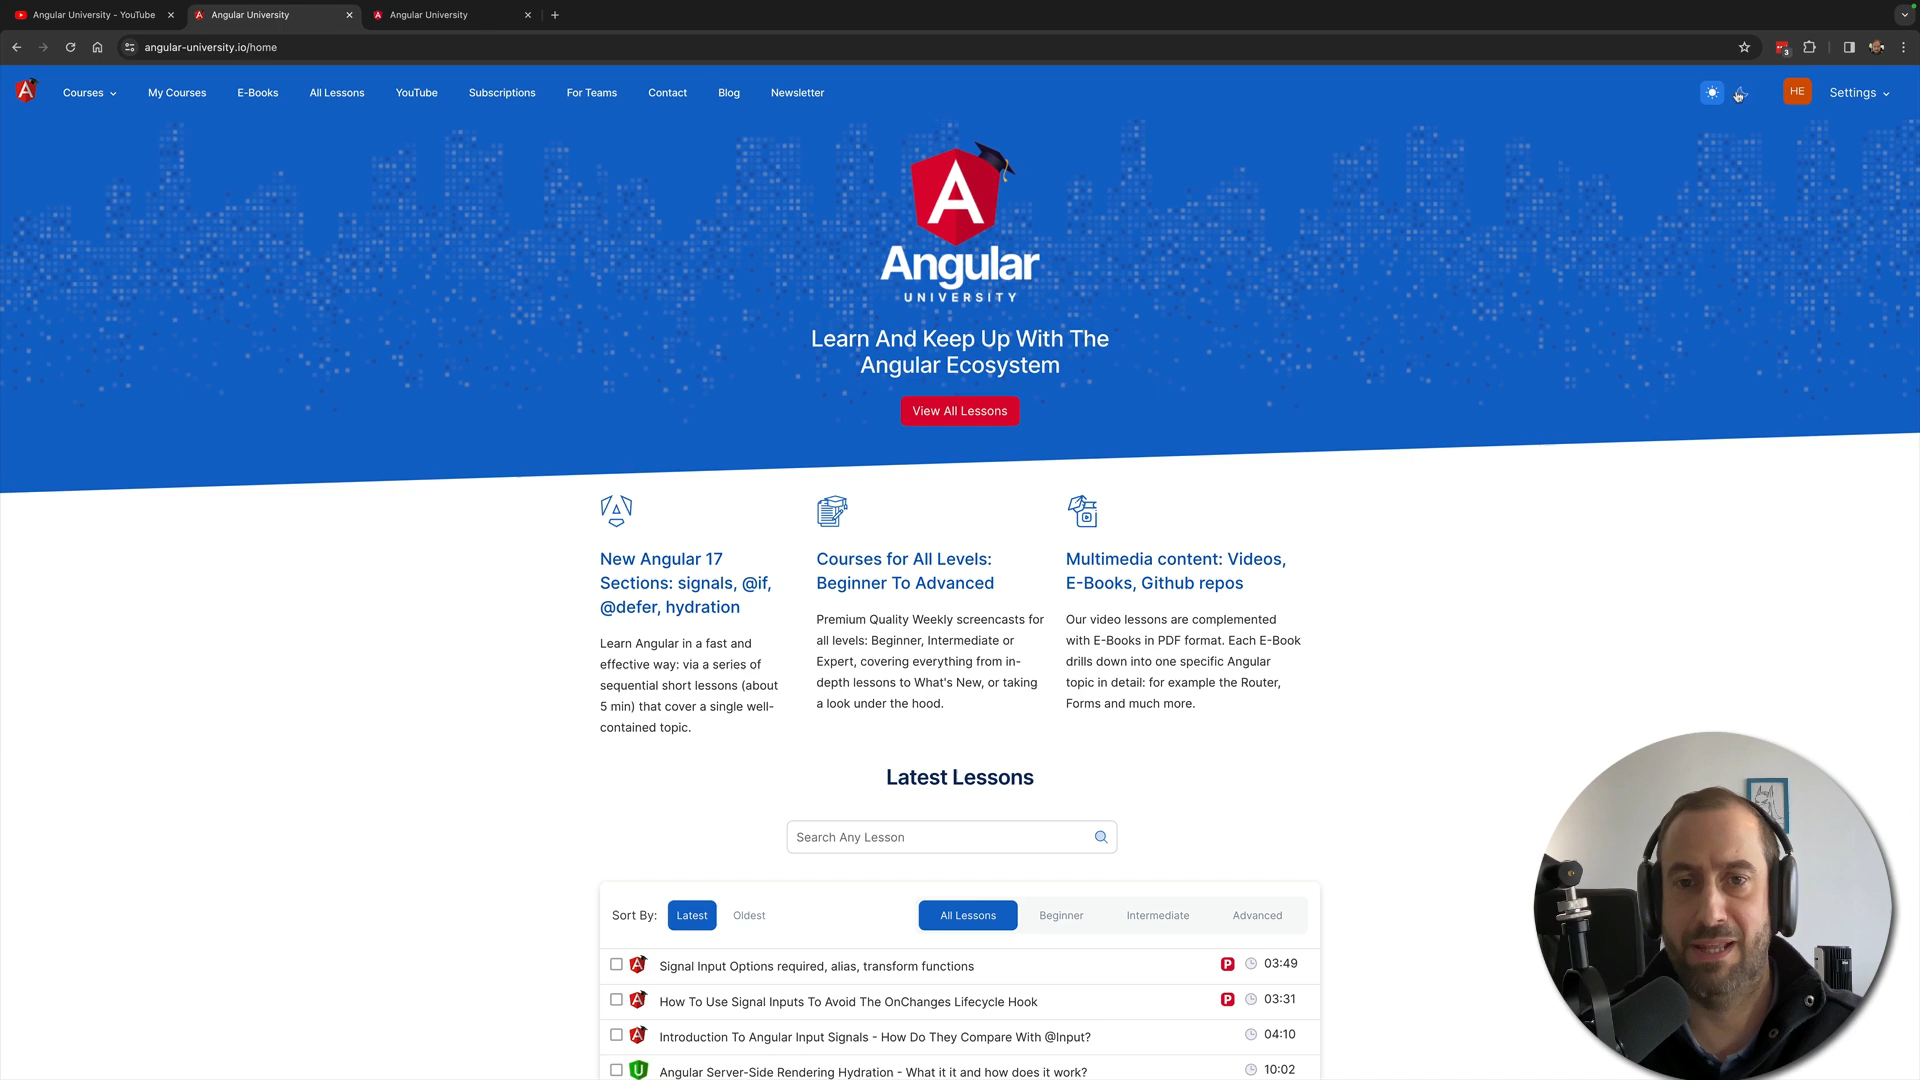 Angular University - YouTube
Angular University
Angular University
angular-university.io/home
3
Courses My Courses E-Books All Lessons YouTube Subscriptions For Teams Contact Blog Newsletter
HE Settings
A
Angular
UNIVERSITY
Learn And Keep Up With The
Angular Ecosystem
View All Lessons
New Angular 17
Sections: signals, @if,
@defer, hydration
Learn Angular in a fast and
effective way: via a series of
sequential short lessons (about
5 min) that cover a single well-
contained topic.
Courses for All Levels:
Beginner To Advanced
Premium Quality Weekly screencasts for
all levels: Beginner, Intermediate or
Expert, covering everything from in-
depth lessons to What's New, or taking
a look under the hood.
Multimedia content: Videos,
E-Books, Github repos
Our video lessons are complemented
with E-Books in PDF format. Each E-Book
drills down into one specific Angular
topic in detail: for example the Router,
Forms and much more.
Latest Lessons
Search Any Lesson
Sort By: Latest Oldest All Lessons Beginner Intermediate Advanced
Signal Input Options required, alias, transform functions P 03:49
How To Use Signal Inputs To Avoid The OnChanges Lifecycle Hook P 03:31
Introduction To Angular Input Signals - How Do They Compare With @Input? 04:10
Angular Server-Side Rendering Hydration - What it it and how does it work? 10:02